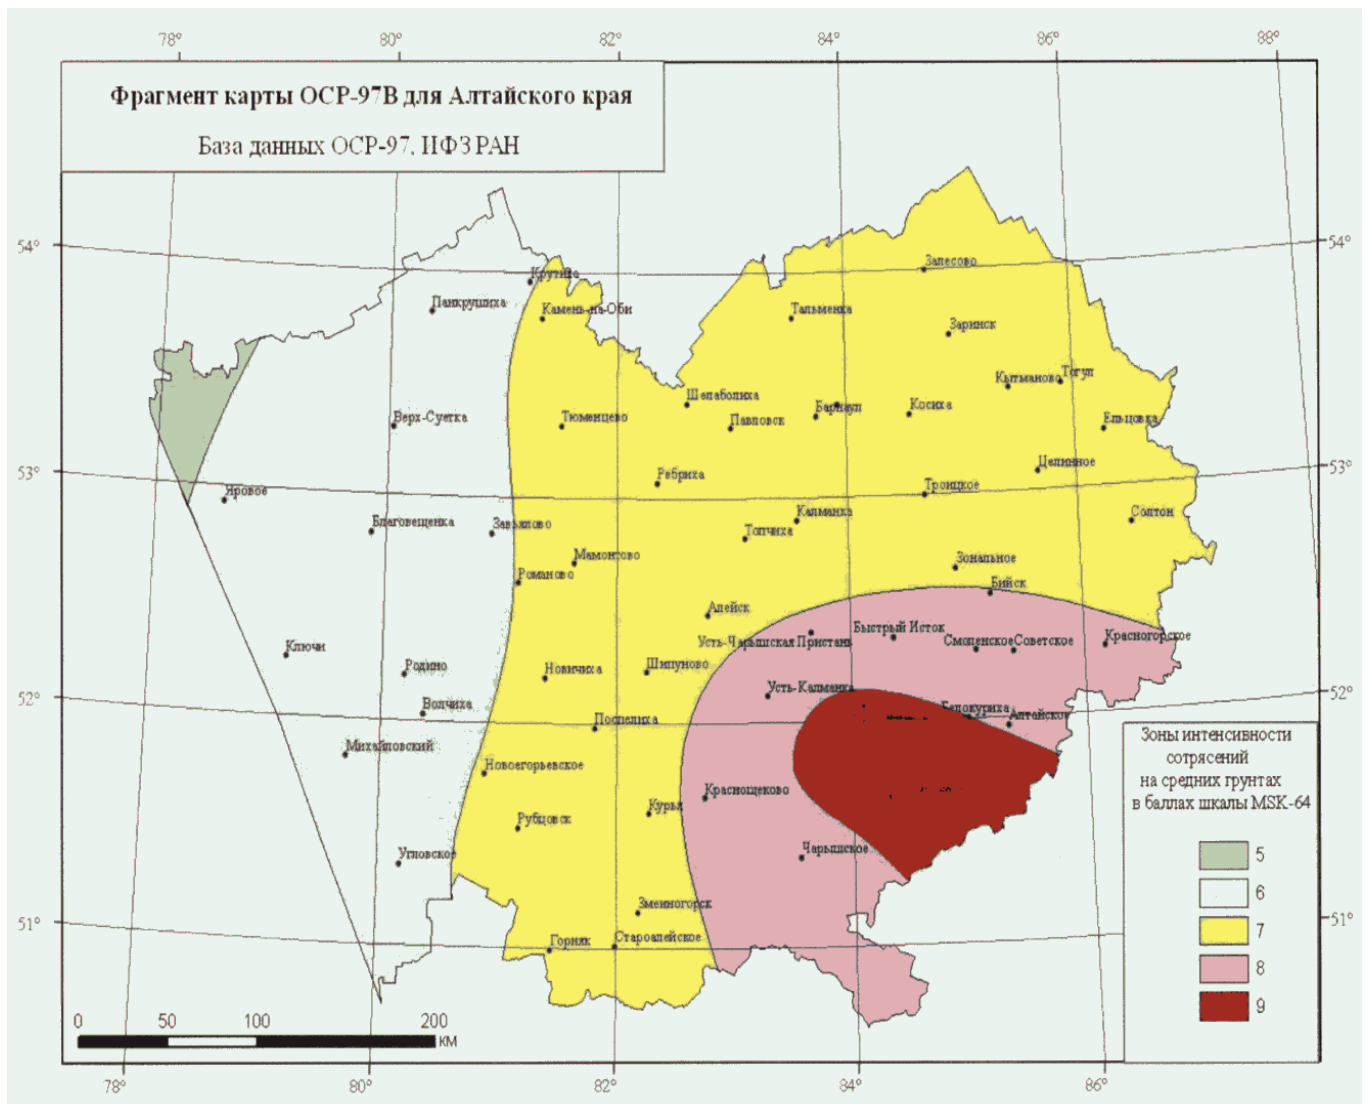 78°
80°
82°
84°
86°
88°
Фрагмент карты ОСР-97В для Алтайского края
База данных ОСР-97, ИФЗ РАН
54°
54°
Залесово
Крутиха
Панкрушиха
Камень-на-Оби
Тальменка
Заринск
Тогул
Кытманово
Шелаболиха
Косиха
Барнаул
Верх-Суетка
Тюменцево
Павловск
Ельцовка
53°
53°
Целинное
Ребриха
Троицкое
Яровое
Калманка
Солтон
Благовещенка
Завьялово
Топчиха
Мамонтово
Зональное
Романово
Бийск
Алейск
Быстрый Исток
Усть-Чарышская Пристань
Смоленское
Советское
Красногорское
Ключи
Родино
Новичиха
Шипуново
Усть-Калманка
52°
52°
Волчиха
Белокуриха
Алтайское
Поспелиха
Михайловский
Новоегорьевское
Краснощеково
Курья
Рубцовск
Угловское
Чарышское
Змеиногорск
Горняк
Староалейское
51°
51°
Зоны интенсивности
сотрясений
на средних грунтах
в баллах шкалы MSK-64
5
6
7
8
9
0
50
100
200
км
78°
80°
82°
84°
86°